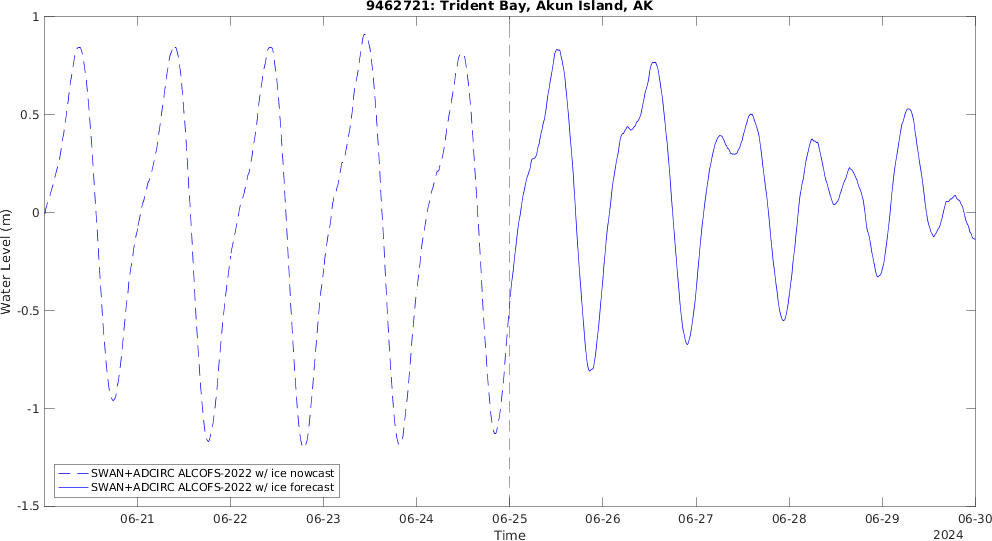 9462721: Trident Bay, Akun Island, AK
1
0.5
0
-0.5
-1
-1.5
Water Level (m)
SWAN+ADCIRC ALCOFS-2022 w/ ice nowcast
SWAN+ADCIRC ALCOFS-2022 w/ ice forecast
06-21 06-22 06-23 06-24 06-25 06-26 06-27 06-28 06-29 06-30
Time
2024